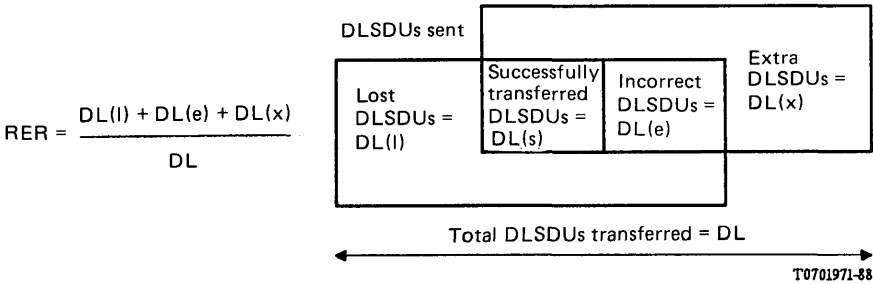 DLSDUs sent
RER = DL(l) + DL(e) + DL(x)
DL
Lost
DLSDUs =
DL(l)
Successfully
transferred
DLSDUs =
DL(s)
Incorrect
DLSDUs =
DL(e)
Extra
DLSDUs =
DL(x)
Total DLSDUs transferred = DL
T0701971-88